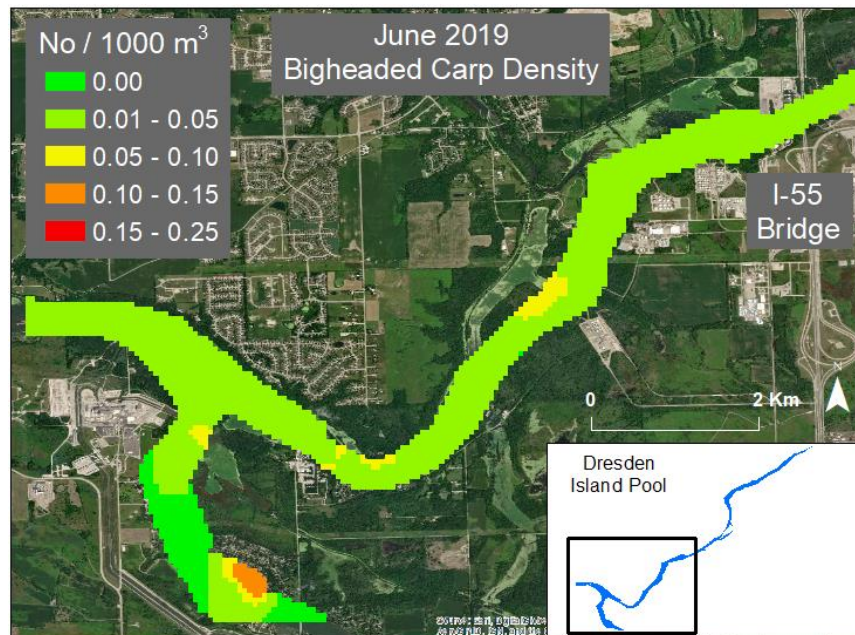 No / 1000 m³
0.00
0.01 - 0.05
0.05 - 0.10
0.10 - 0.15
0.15 - 0.25
June 2019
Bigheaded Carp Density
I-55
Bridge
N
0
2 Km
Dresden
Island Pool